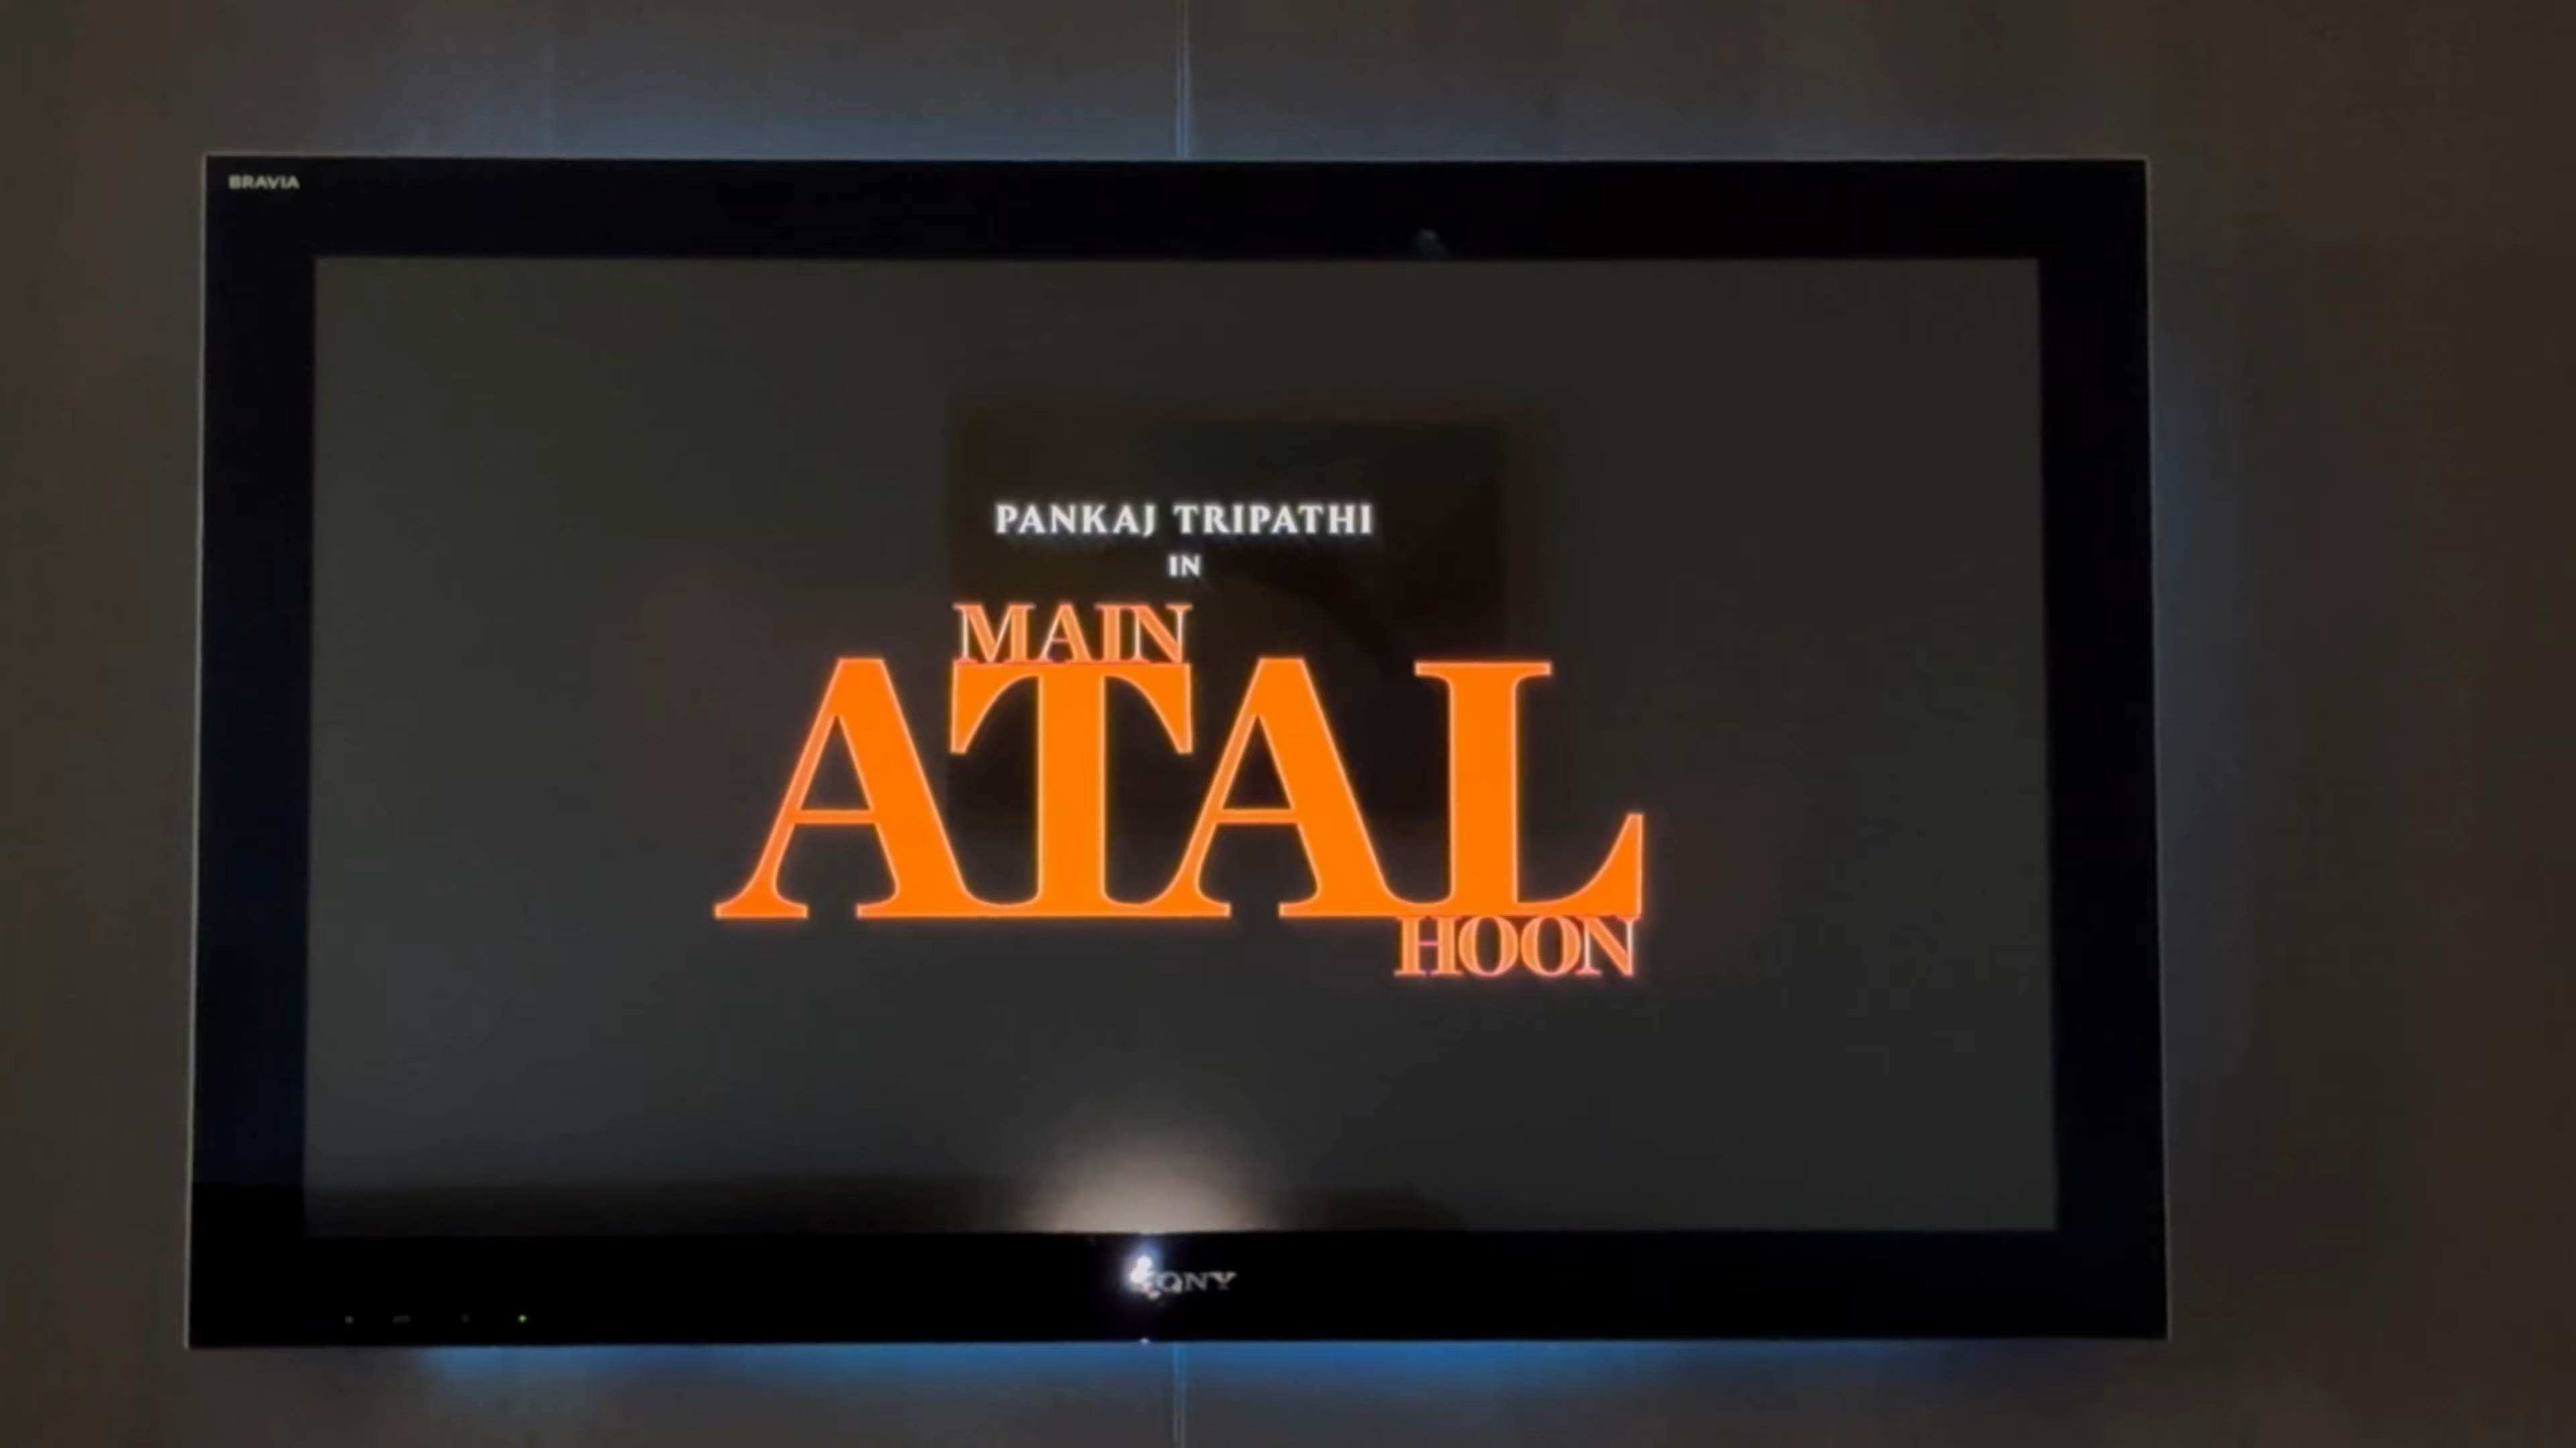 BRAVIA
PANKAJ TRIPATHI
IN
MAIN
ATAL
HOON
SONY